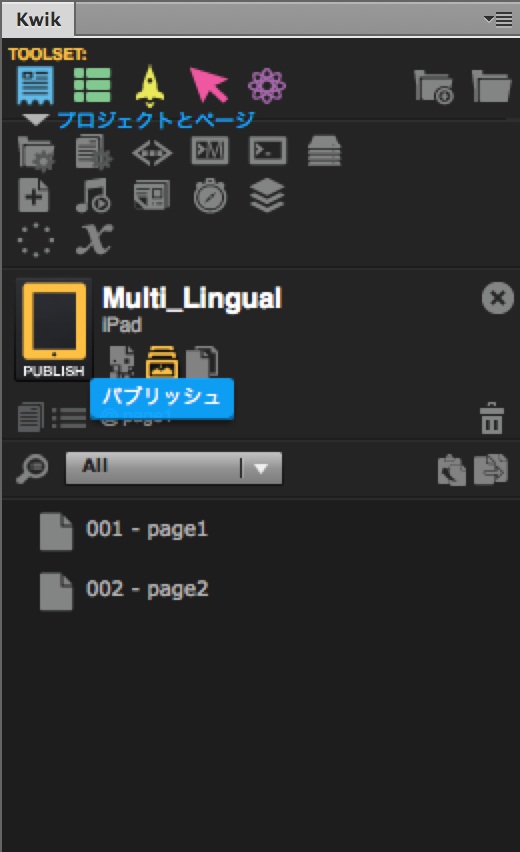 Kwik
TOOLSET:
プロジェクトとページ
Multi_Lingual
iPad
PUBLISH
パブリッシュ
@ page1
All
001 - page1
002 - page2